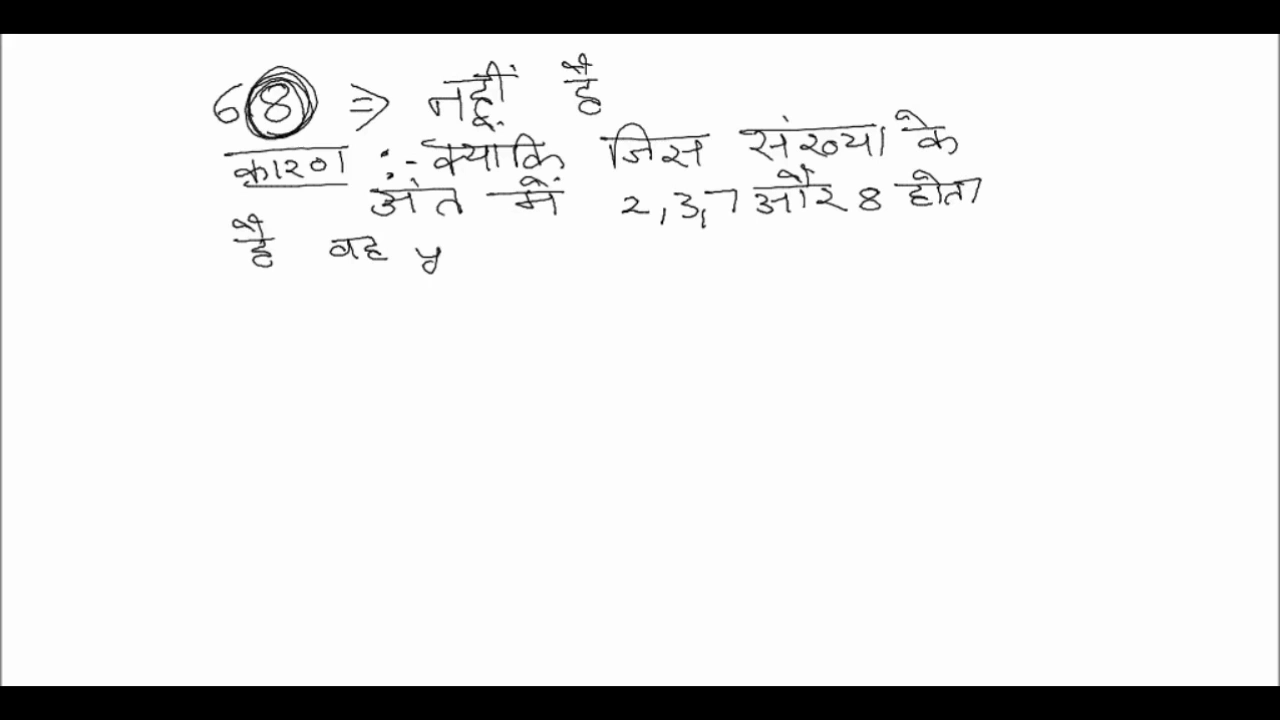 68 ⇒ नहीं है
कारण :- क्योकि जिस संख्या के
अंत में 2,3,7 और 8 होता
है वह